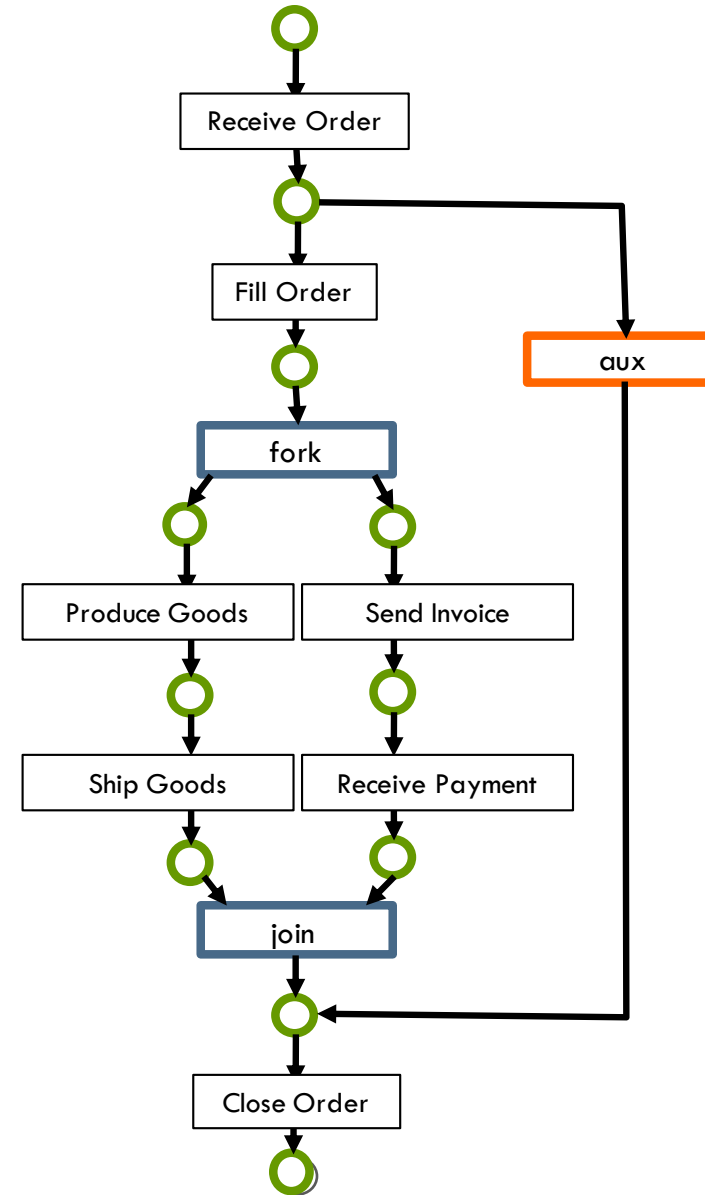 Receive Order
Fill Order
aux
fork
Produce Goods
Send Invoice
Ship Goods
Receive Payment
join
Close Order